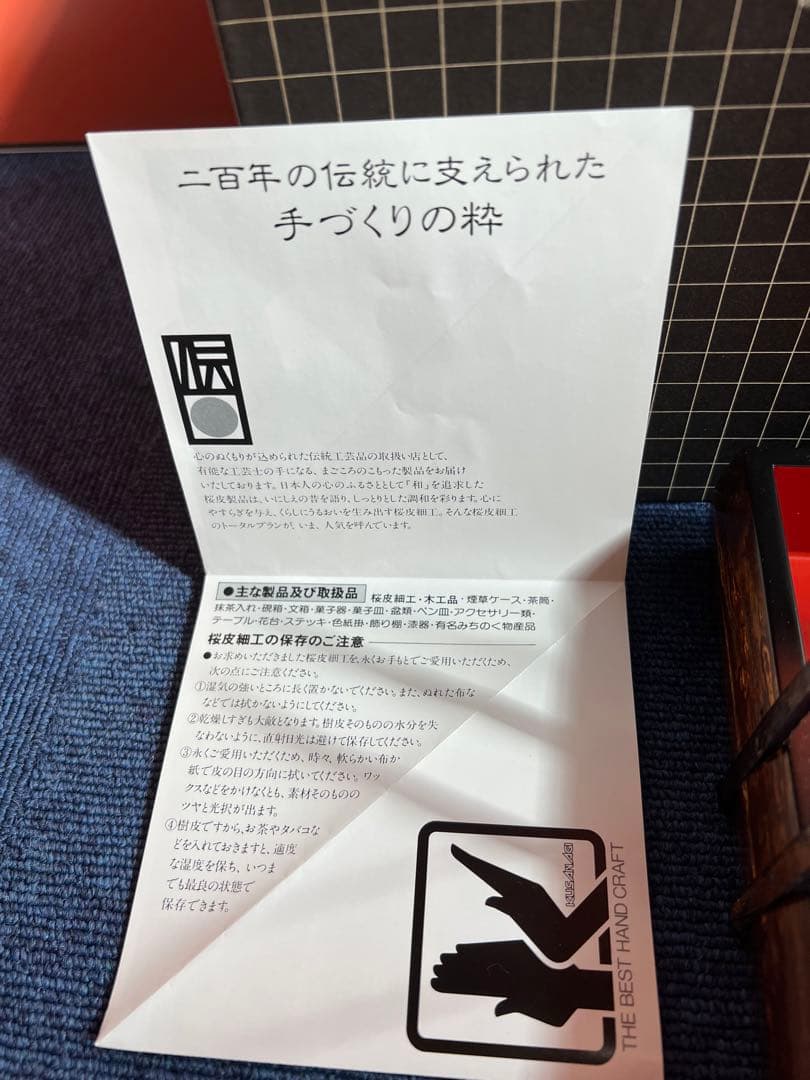 二百年の伝統に支えられた
手づくりの粋
伝
心のぬくもりが込められた伝統工芸品の取扱い店として、
有能な工芸士の手になる、まごころのこもった製品をお届け
いたしております。日本人の心のふるさととして「和」を追求した
桜皮製品は、いにしえの昔を語り、しっとりとした調和を彩ります。心に
やすらぎを与え、くらしにうるおいを生み出す桜皮細工。そんな桜皮細工
のトータルプランが、いま、人気を呼んでいます。
●主な製品及び取扱品 桜皮細工・木工品・煙草ケース・茶筒・
抹茶入れ・硯箱・文箱・菓子器・菓子皿・盆類・ペン皿・アクセサリー類・
テーブル・花台・ステッキ・色紙掛・飾り棚・漆器・有名みちのく物産品
桜皮細工の保存のご注意
●お求めいただきました桜皮細工を、永くお手もとでご愛用いただくため、
次の点にご注意ください。
①湿気の強いところに長く置かないでください。また、ぬれた布な
などでは拭かないようにしてください。
②乾燥しすぎも大敵となります。樹皮そのものの水分を失
なわないように、直射日光は避けて保存してください。
③永くご愛用いただくため、時々、軟らかい布か
紙で皮の目の方向に拭いてください。ワッ
クスなどをかけなくとも、素材そのものの
ツヤと光沢が出ます。
④樹皮ですから、お茶やタバコな
どを入れておきますと、適度
な湿度を保ち、いつま
でも最良の状態で
保存できます。
KUSANAGI
THE BEST HAND CRAFT